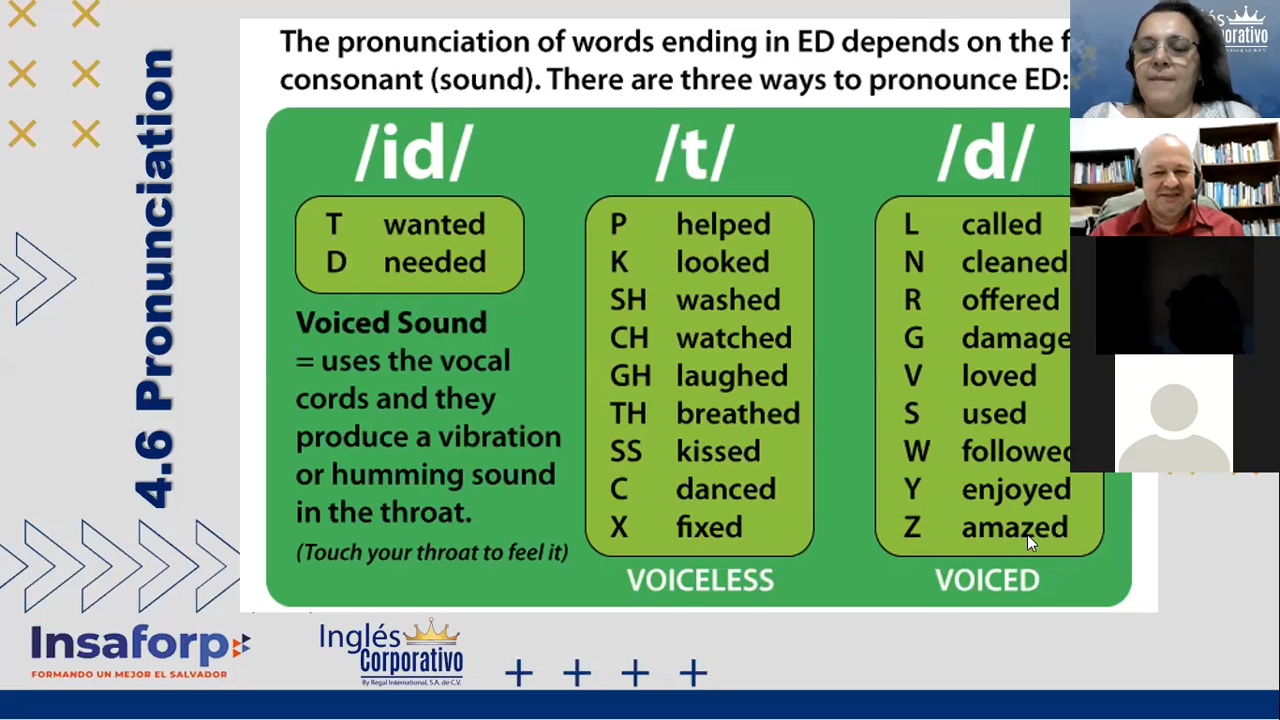 4.6 Pronunciation
The pronunciation of words ending in ED depends on the f
consonant (sound). There are three ways to pronounce ED:
/id/
T wanted
D needed
Voiced Sound
= uses the vocal
cords and they
produce a vibration
or humming sound
in the throat.
(Touch your throat to feel it)
/t/
P helped
K looked
SH washed
CH watched
GH laughed
TH breathed
SS kissed
C danced
X fixed
VOICELESS
/d/
L called
N cleaned
R offered
G damage
V loved
S used
W followed
Y enjoyed
Z amazed
VOICED
Insaforp
FORMANDO UN MEJOR EL SALVADOR
Inglés
Corporativo
By Regal International, S.A. de C.V.
és
Corporativo